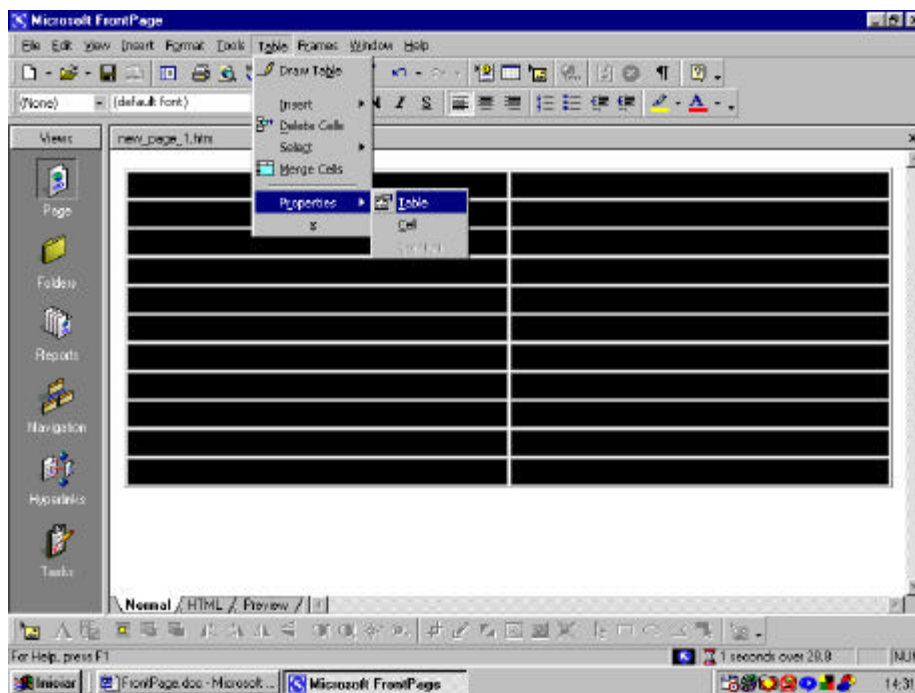 Microsoft FrontPage
File Edit View Insert Format Tools Table Frames Window Help
Draw Table
(None) (default font) I S A
Insert
Views new_page_1.htm
Delete Cells
Select
Merge Cells
Properties Table
Page
Cell
Folders
Reports
Navigation
Hyperlinks
Tasks
Normal HTML Preview
For Help, press F1
1 seconds over 28.8
NUM
Iniciar FrontPage.doc - Microsoft ... Microsoft FrontPage